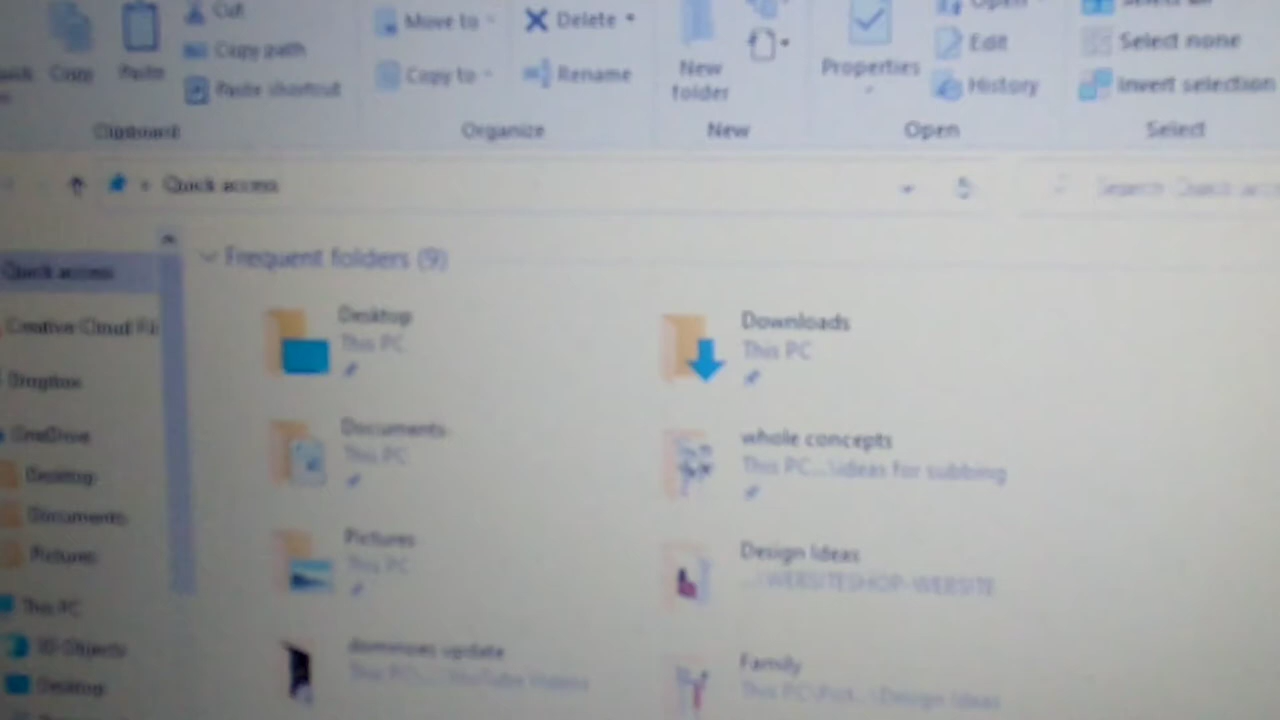 Cut
Move to
Delete
Open
Select all
Copy
Paste
Copy path
Paste shortcut
Copy to
Rename
New
folder
Properties
Edit
History
Select none
Invert selection
Clipboard
Organize
New
Open
Select
Quick access
Search Quick acc
Quick access
Creative Cloud Fil
Dropbox
OneDrive
Desktop
Documents
Pictures
This PC
3D Objects
Desktop
Frequent folders (9)
Desktop
This PC
Downloads
This PC
Documents
This PC
whole concepts
This PC...\ideas for subbing
Pictures
This PC
Design Ideas
...\WEBSITESHOP-WEBSITE
dominoes update
This PC\...\YouTube Videos
Family
This PC\Pick...\Design Ideas